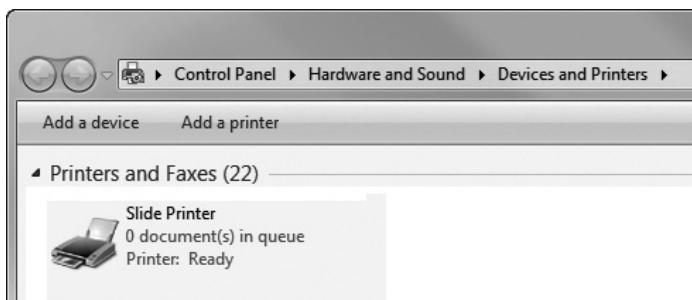 Control Panel Hardware and Sound Devices and Printers
Add a device Add a printer
Printers and Faxes (22)
Slide Printer
0 document(s) in queue
Printer: Ready